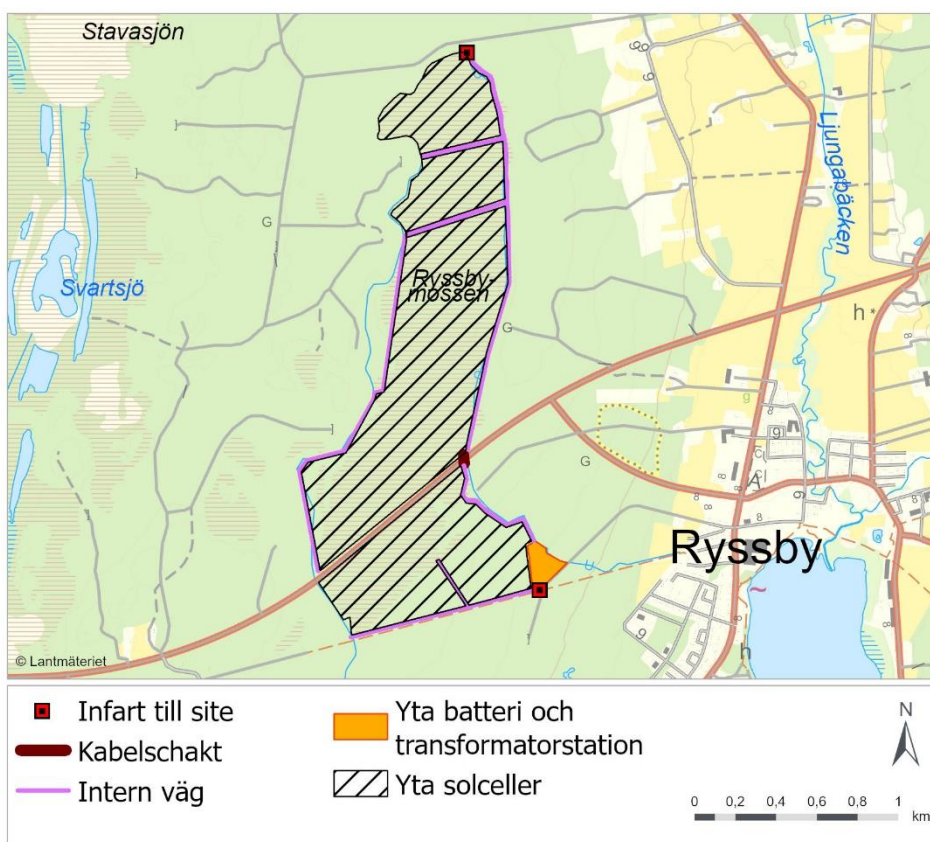 Stavasjön
Ljungabäcken
Svartsjö
Ryssby-
mossen
G
G
G
h
h
A
Ryssby
© Lantmäteriet
Infart till site
Kabelschakt
Intern väg
Yta batteri och
transformatorstation
Yta solceller
N
0 0,2 0,4 0,6 0,8 1
km